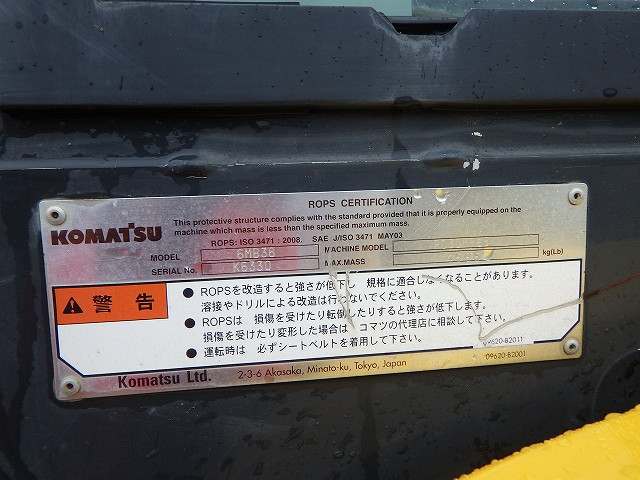 ROPS CERTIFICATION
KOMATSU
This protective structure complies with the standard provided that it is properly equipped on the
machine which mass is less than the specified maximum mass.
ROPS: ISO 3471 : 2008. SAE J/ISO 3471 MAY03
MODEL
MACHINE MODEL
SERIAL No.
MAX.MASS
kg(Lb)
警告
● ROPSを改造すると強さが低下し 規格に適合しなくなることがあります。
溶接やドリルによる改造は行わないでください。
● ROPSは 損傷を受けたり転倒したりすると強さが低下します。
損傷を受けたり変形した場合は コマツの代理店に相談して下さい。
● 運転時は 必ずシートベルトを着用して下さい。
09620-B2011
Komatsu Ltd. 2-3-6 Akasaka, Minato-ku, Tokyo, Japan
09620-B2001